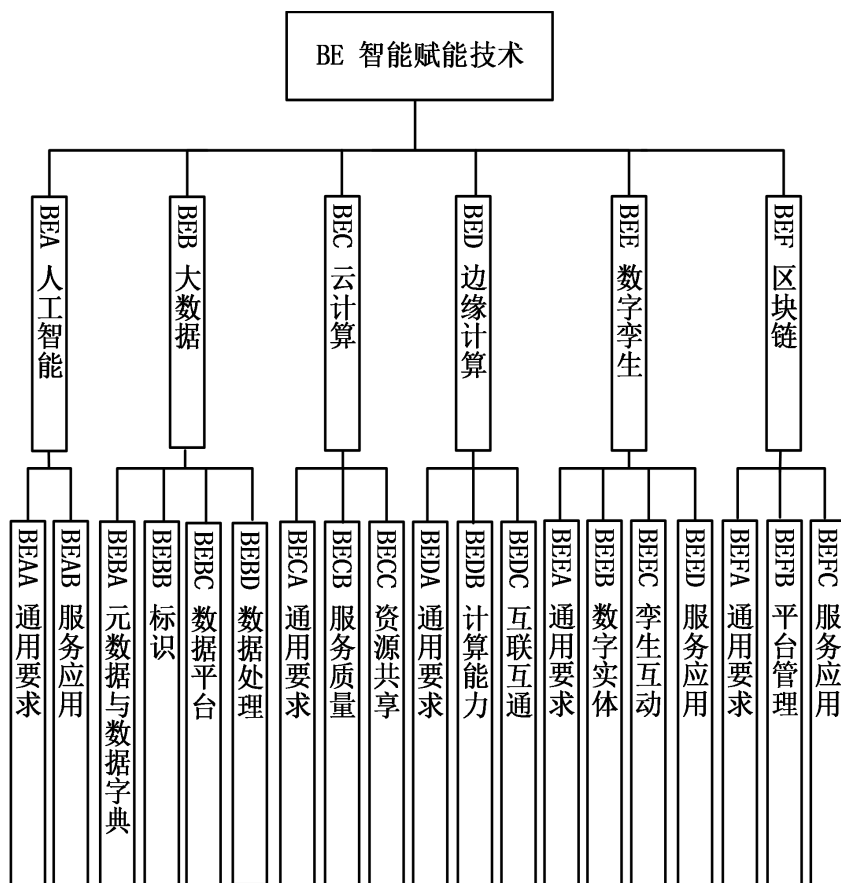 BE 智能赋能技术
BEA 人工智能
BEB 大数据
BEC 云计算
BED 边缘计算
BEE 数字孪生
BEF 区块链
BEAA 通用要求
BEAB 服务应用
BEBA 元数据与数据字典
BEBB 标识
BEBC 数据平台
BEBD 数据处理
BECA 通用要求
BECB 服务质量
BECC 资源共享
BEDA 通用要求
BEDB 计算能力
BEDC 互联互通
BEEA 通用要求
BEEB 数字实体
BEEC 孪生互动
BEED 服务应用
BEFA 通用要求
BEFB 平台管理
BEFC 服务应用